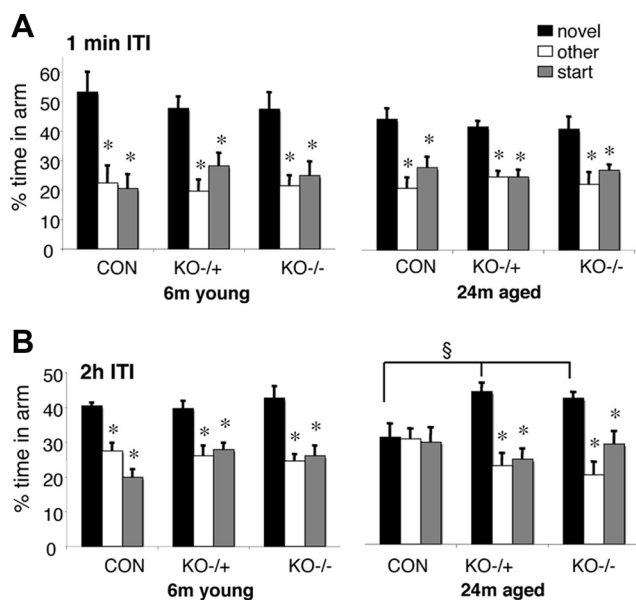 A
1 min ITI
novel
other
start
% time in arm
60
50
40
30
20
10
0
* * * * * *
* * * * * *
CON KO-/+ KO-/- CON KO-/+ KO-/-
6m young 24m aged
B
2h ITI
§
% time in arm
50
40
30
20
10
0
* * * * * *
* * * *
CON KO-/+ KO-/- CON KO-/+ KO-/-
6m young 24m aged